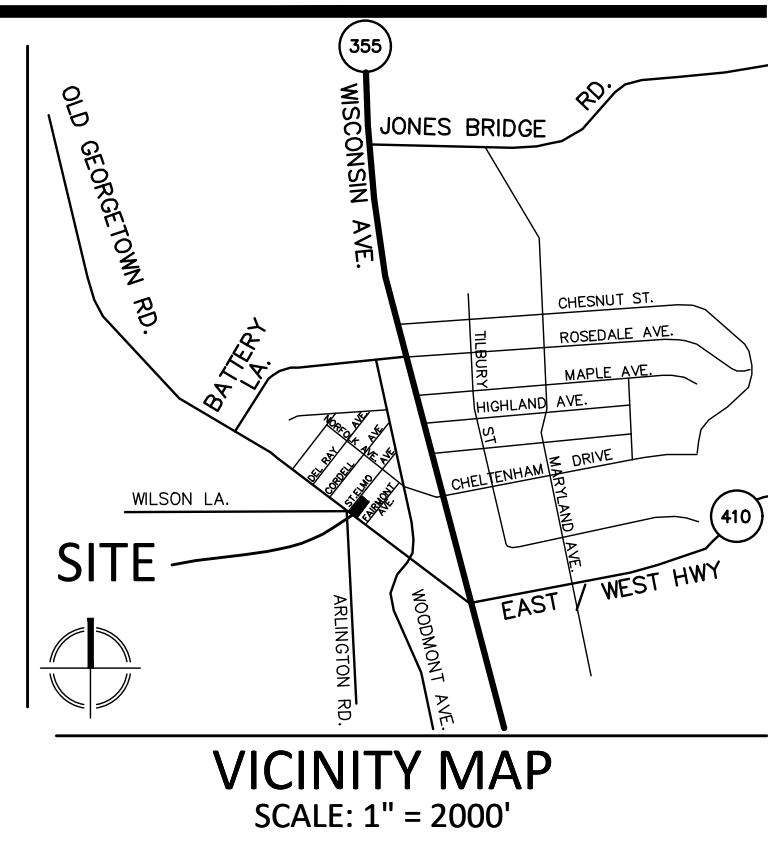 355
OLD GEORGETOWN RD.
WISCONSIN AVE.
JONES BRIDGE RD.
CHESNUT ST.
ROSEDALE AVE.
TILBURY ST
MAPLE AVE.
BATTERY LA.
HIGHLAND AVE.
NORFOLK AVE
DEL RAY AVE
CORDELL AVE
ST.ELMO AVE
FAIRMONT AVE.
CHELTENHAM DRIVE
MARYLAND AVE.
WILSON LA.
410
SITE
EAST WEST HWY
ARLINGTON RD.
WOODMONT AVE.
VICINITY MAP
SCALE: 1" = 2000'